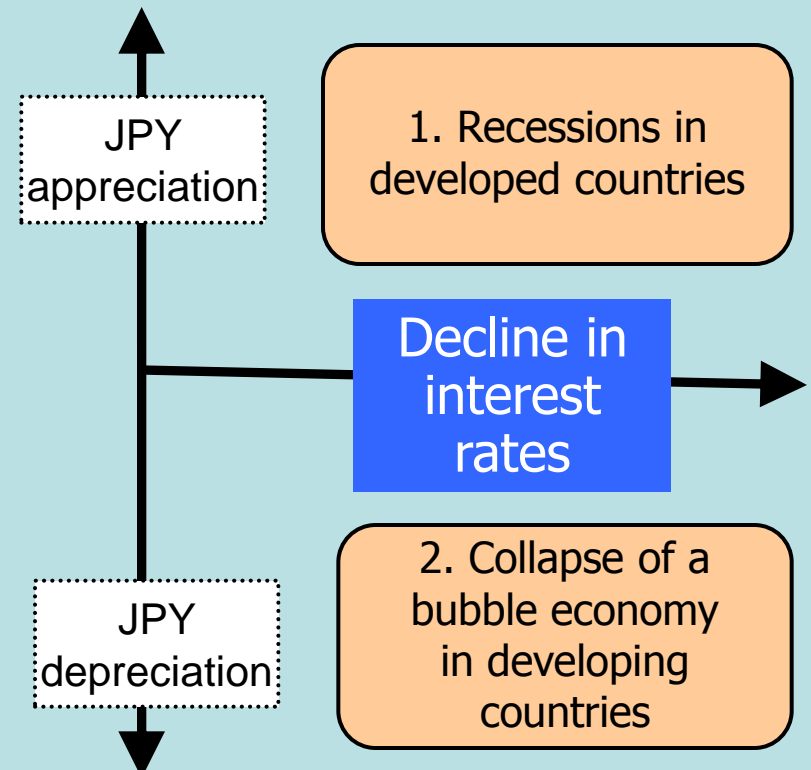 JPY
appreciation
1. Recessions in
developed countries
Decline in
interest
rates
JPY
depreciation
2. Collapse of a
bubble economy
in developing
countries